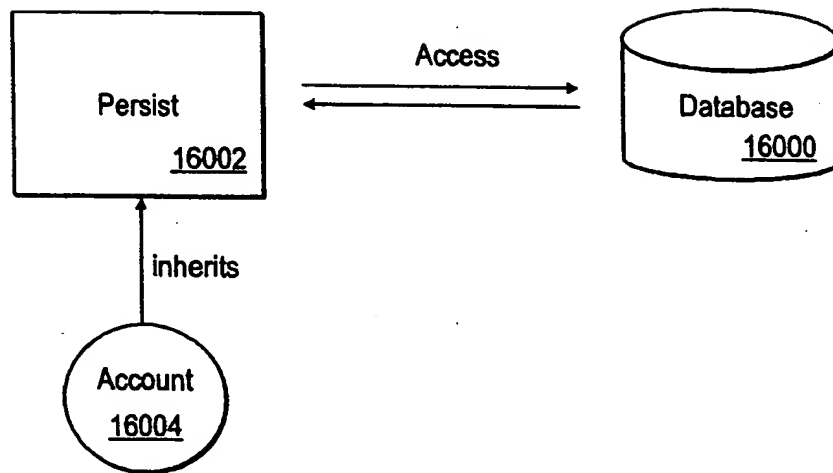 Access
Persist
16002
Database
16000
inherits
Account
16004